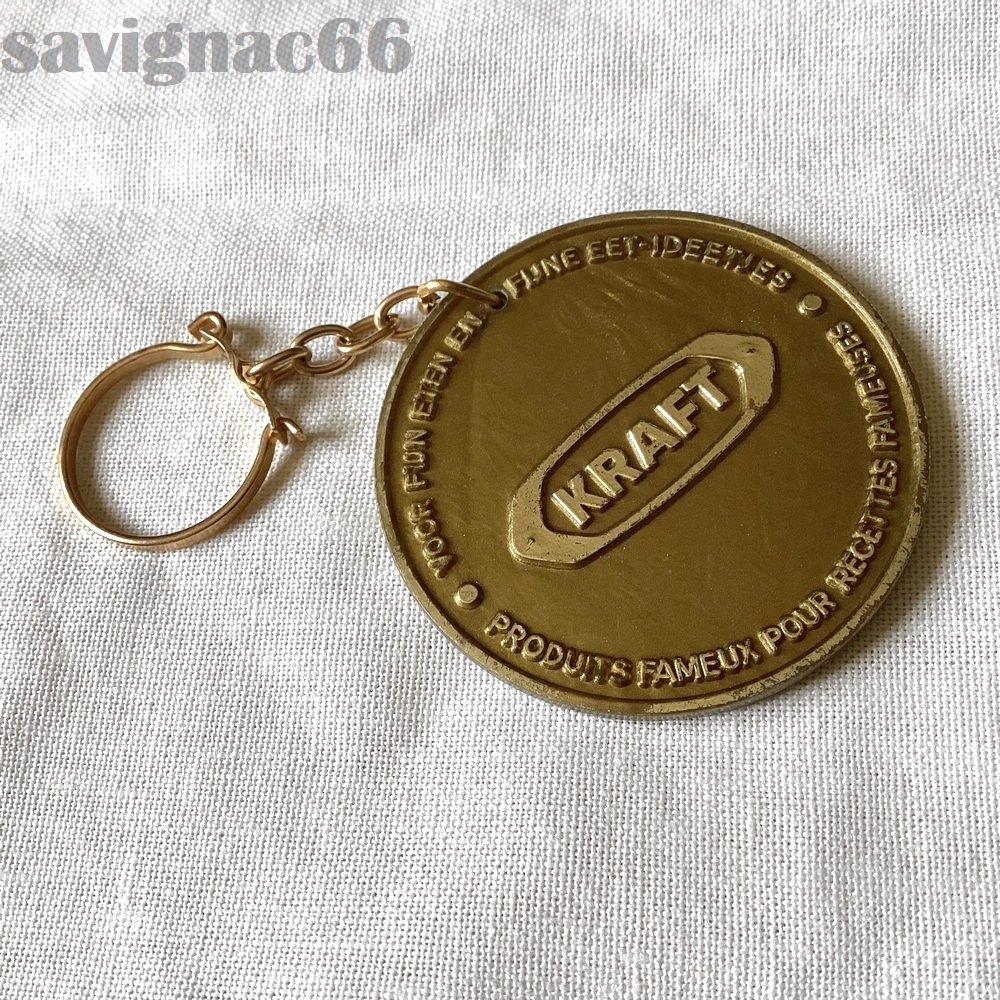 savignac66
VOOR FIJN ETEN EN FIJNE EET-IDEETJES
KRAFT
PRODUITS FAMEUX POUR RECETTES FAMEUSES